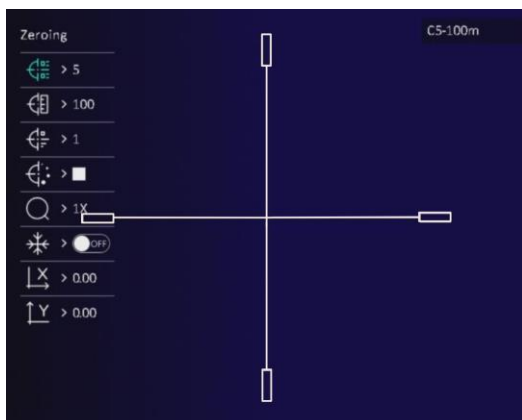 Zeroing
C5-100m
> 5
> 100
> 1
>
> 1X
> OFF
X > 0.00
Y > 0.00